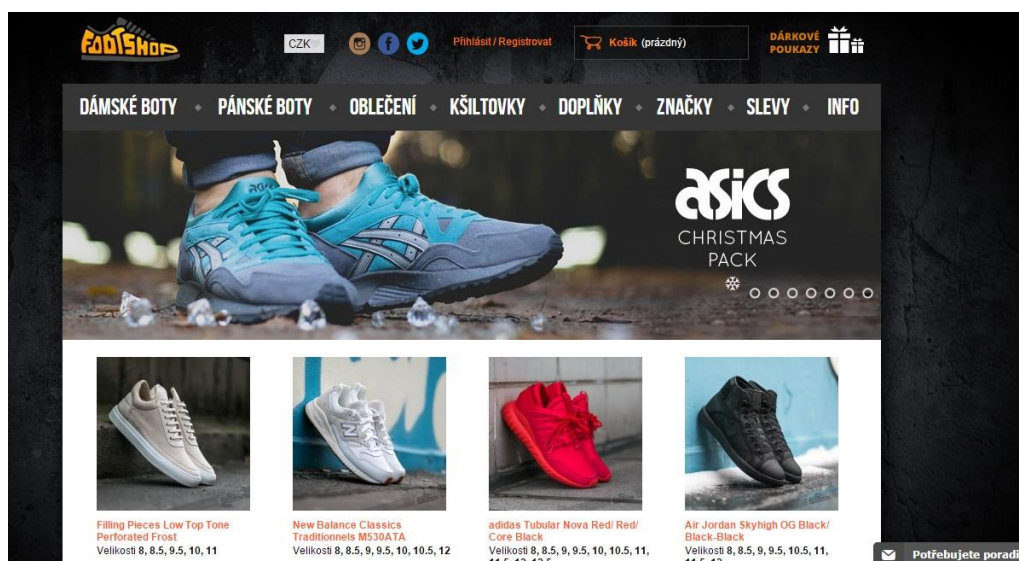 FOOTSHOP
CZK
Přihlásit / Registrovat
Košík (prázdný)
DÁRKOVÉ
POUKAZY
DÁMSKÉ BOTY
PÁNSKÉ BOTY
OBLEČENÍ
KŠILTOVKY
DOPLŇKY
ZNAČKY
SLEVY
INFO
asics
CHRISTMAS
PACK
Filling Pieces Low Top Tone
Perforated Frost
Velikosti 8, 8.5, 9.5, 10, 11
New Balance Classics
Traditionnels M530ATA
Velikosti 8, 8.5, 9, 9.5, 10, 10.5, 12
adidas Tubular Nova Red/ Red/
Core Black
Velikosti 8, 8.5, 9, 9.5, 10, 10.5, 11,
Air Jordan Skyhigh OG Black/
Black-Black
Velikosti 8, 8.5, 9, 9.5, 10.5, 11,
Potřebujete poradi